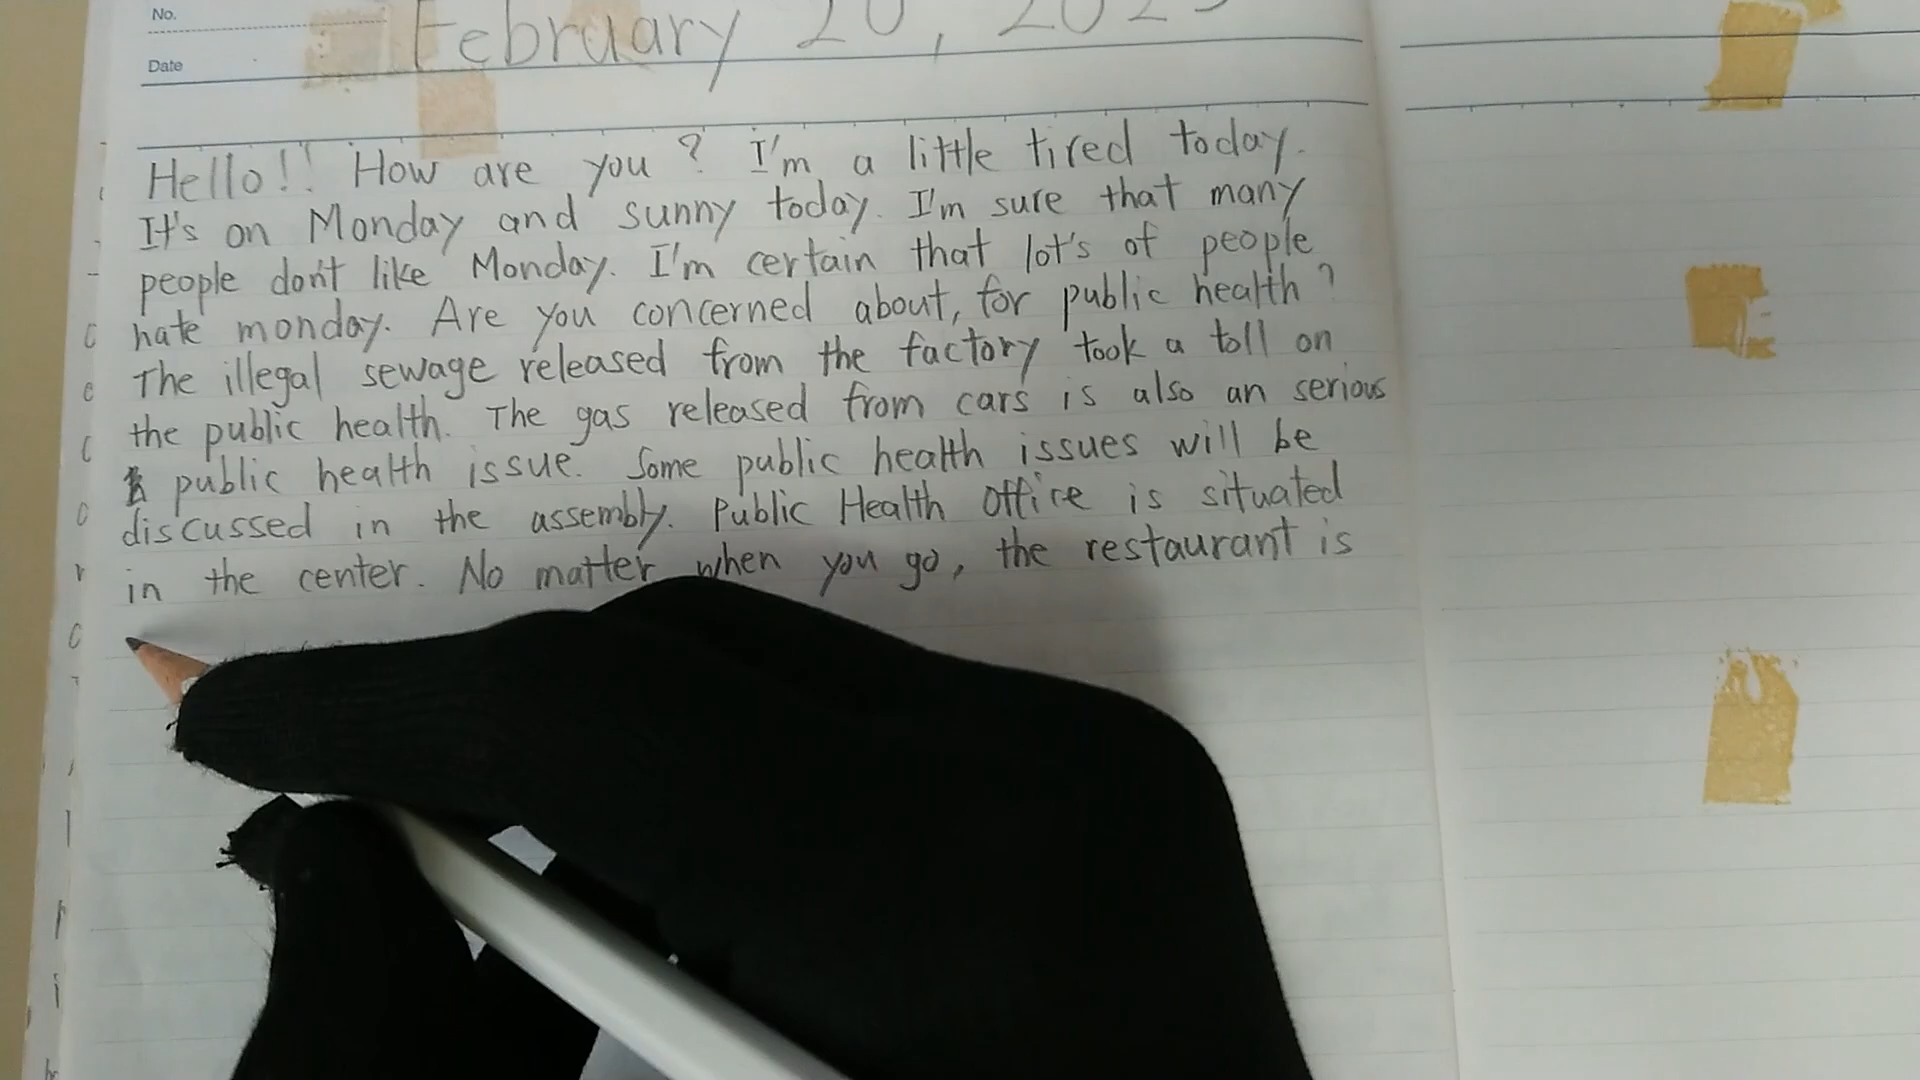 No.
February 20, 202
Date
Hello!! How are you? I'm a little tired today.
It's on Monday and sunny today. I'm sure that many
people don't like Monday. I'm certain that lot's of people
hate monday. Are you concerned about, for public health?
The illegal sewage released from the factory took a toll on
the public health. The gas released from cars is also an serious
public health issue. Some public health issues will be
discussed in the assembly. Public Health Office is situated
in the center. No matter when you go, the restaurant is